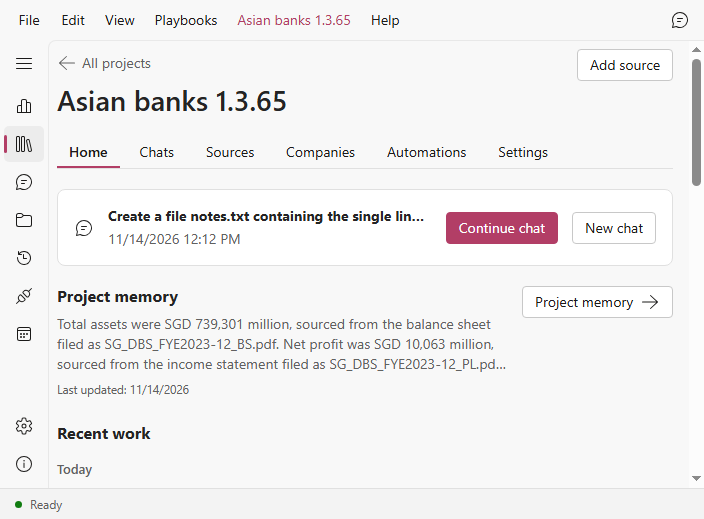 File Edit View Playbooks Asian banks 1.3.65 Help
All projects
Add source
Asian banks 1.3.65
Home Chats Sources Companies Automations Settings
Create a file notes.txt containing the single lin...
11/14/2026 12:12 PM
Continue chat
New chat
Project memory
Project memory
Total assets were SGD 739,301 million, sourced from the balance sheet
filed as SG_DBS_FYE2023-12_BS.pdf. Net profit was SGD 10,063 million,
sourced from the income statement filed as SG_DBS_FYE2023-12_PL.pd...
Last updated: 11/14/2026
Recent work
Today
Ready